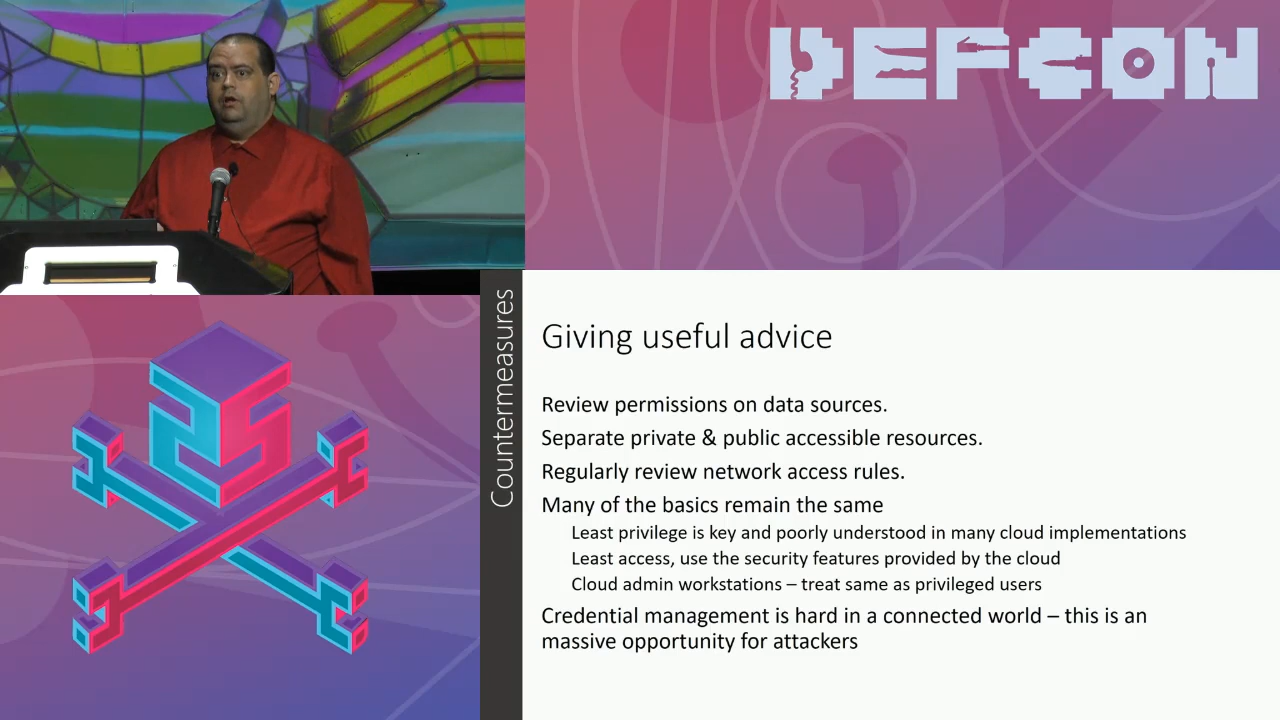 DEFCON
Countermeasures
Giving useful advice
Review permissions on data sources.
Separate private & public accessible resources.
Regularly review network access rules.
Many of the basics remain the same
Least privilege is key and poorly understood in many cloud implementations
Least access, use the security features provided by the cloud
Cloud admin workstations – treat same as privileged users
Credential management is hard in a connected world – this is an
massive opportunity for attackers